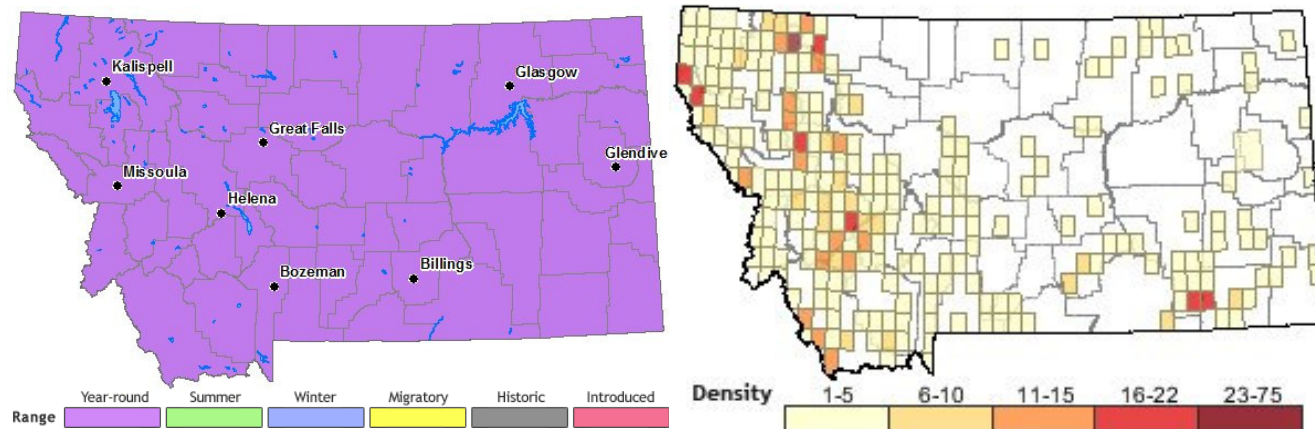 Kalispell
Glasgow
Great Falls
Glendive
Missoula
Helena
Bozeman
Billings
Range
Year-round
Summer
Winter
Migratory
Historic
Introduced
Density
1-5
6-10
11-15
16-22
23-75